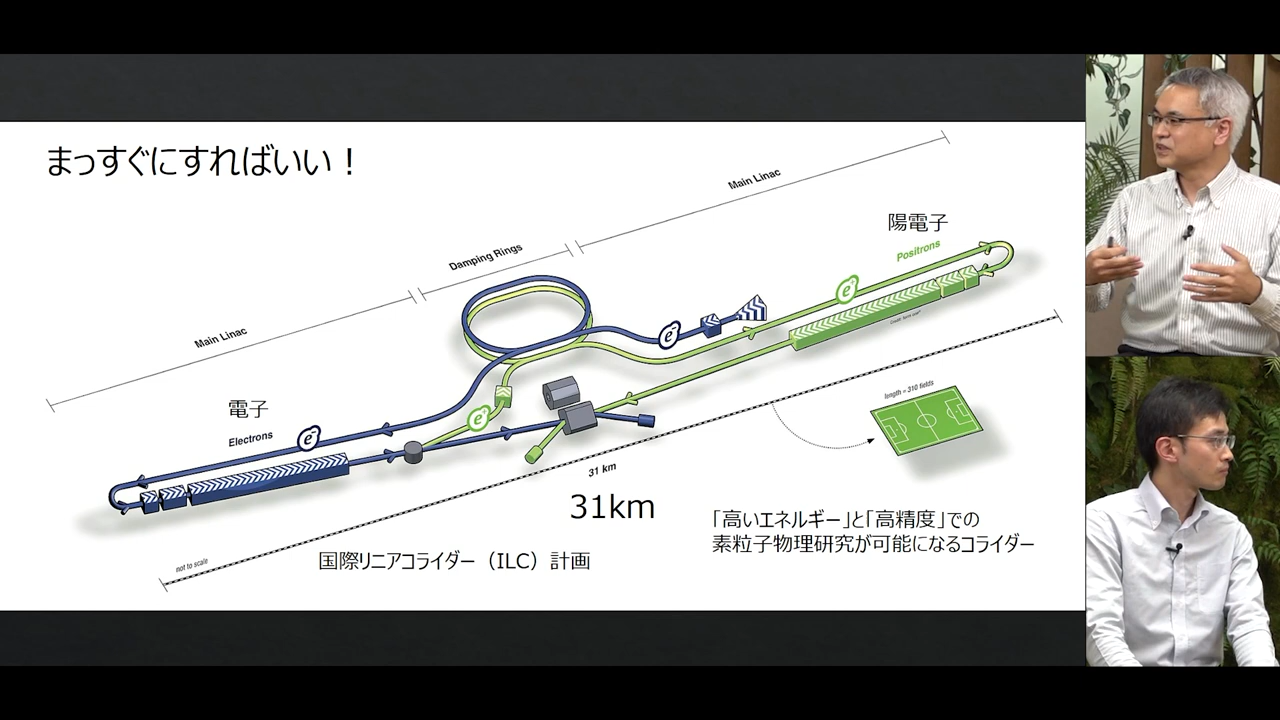 まっすぐにすればいい！
Main Linac
Damping Rings
Main Linac
陽電子
Positrons
e+
e-
電子
Electrons
e-
e+
length = 310 fields
31 km
31km
「高いエネルギー」と「高精度」での
素粒子物理研究が可能になるコライダー
国際リニアコライダー（ILC）計画
not to scale